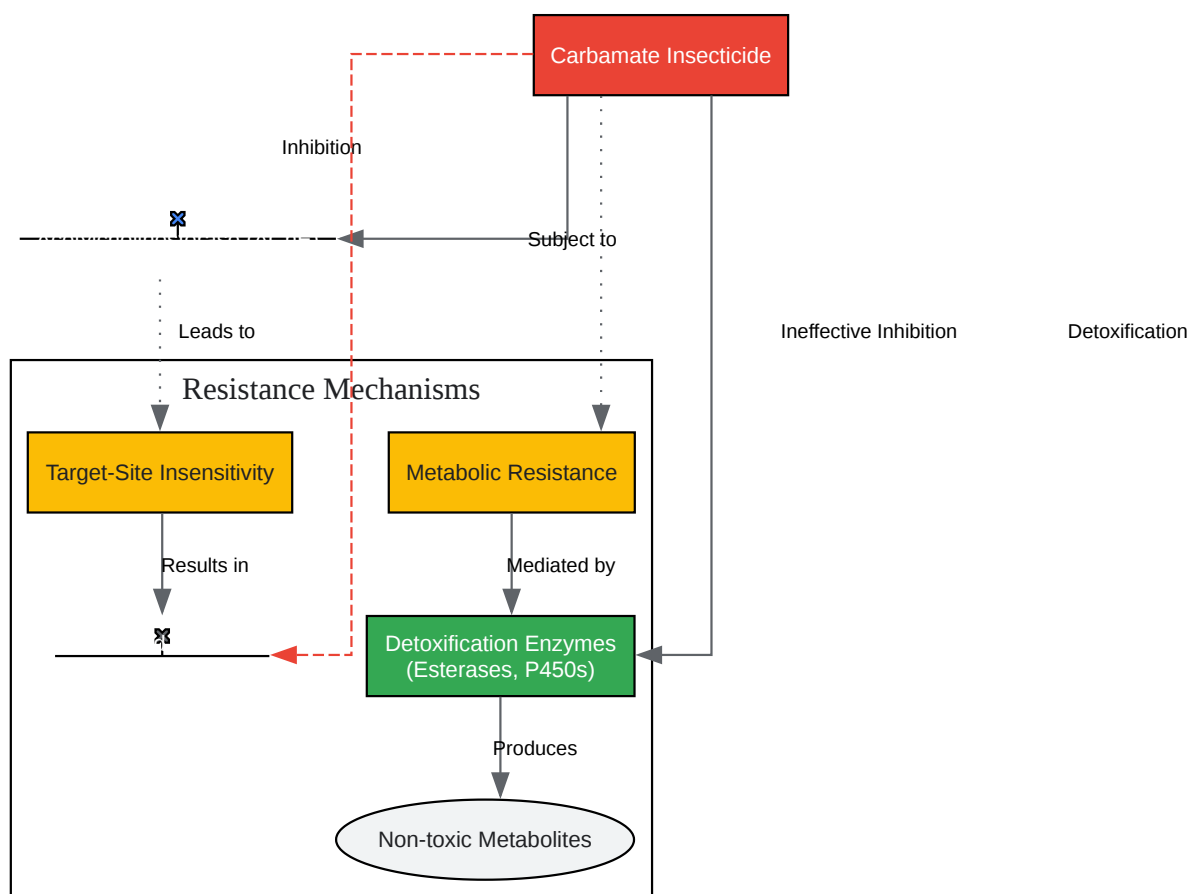 Carbamate Insecticide
Inhibition
Subject to
Leads to
Ineffective Inhibition
Detoxification
Resistance Mechanisms
Target-Site Insensitivity
Metabolic Resistance
Results in
Mediated by
Detoxification Enzymes
(Esterases, P450s)
Produces
Non-toxic Metabolites